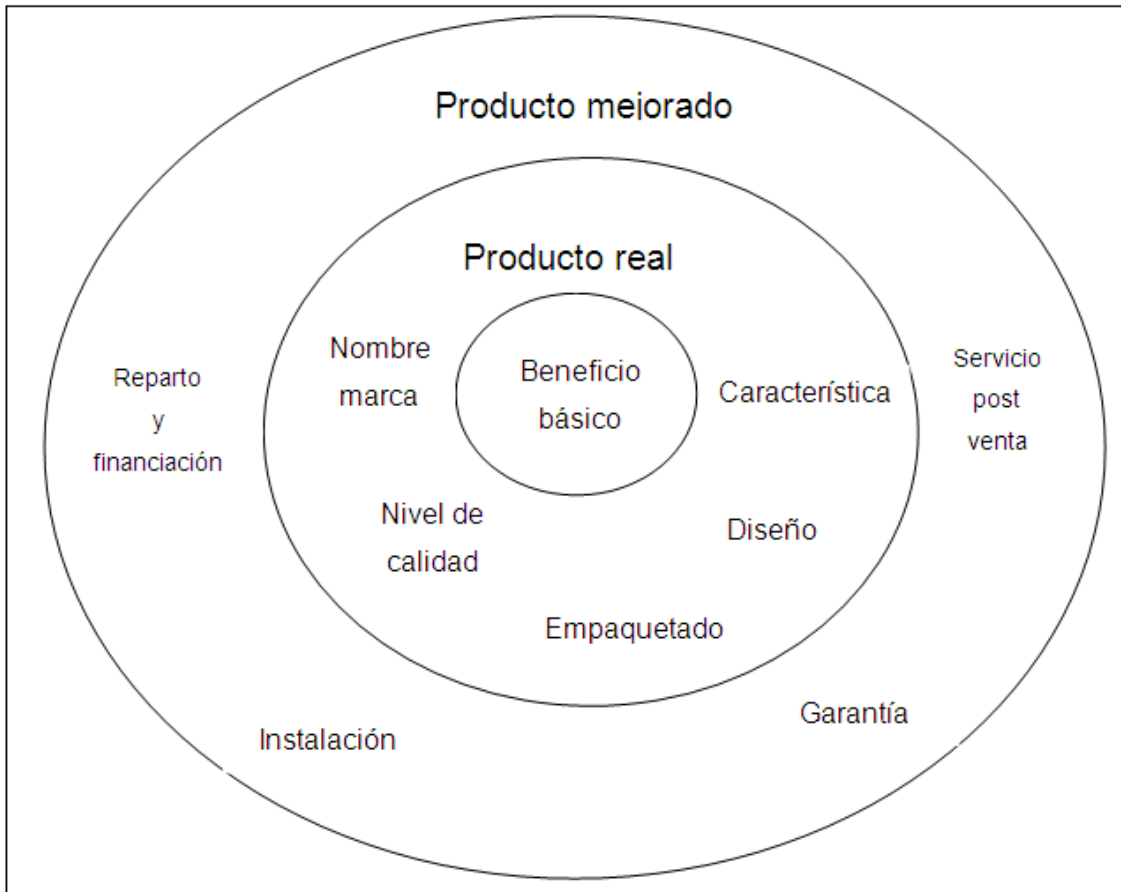 Producto mejorado
Producto real
Nombre
marca
Beneficio
básico
Característica
Reparto
y
financiación
Servicio
post
venta
Nivel de
calidad
Diseño
Empaquetado
Instalación
Garantía